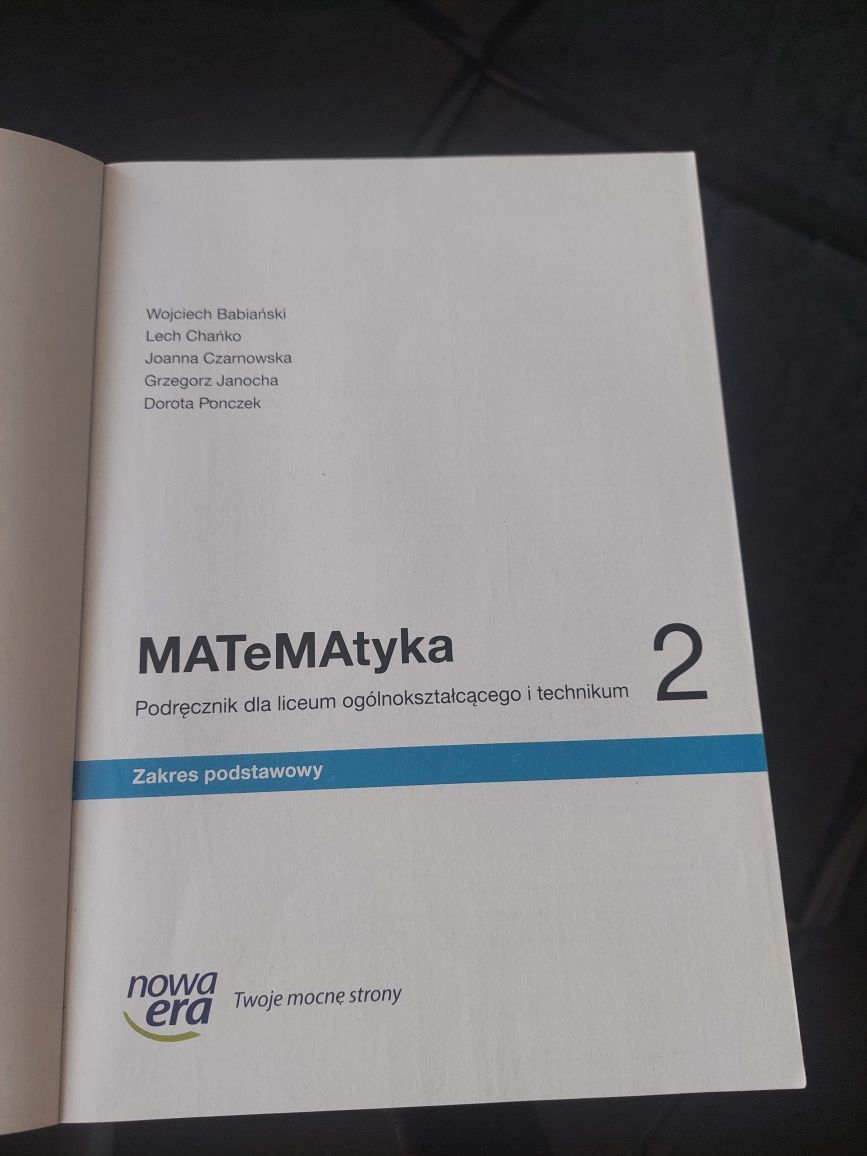 Wojciech Babiański
Lech Chańko
Joanna Czarnowska
Grzegorz Janocha
Dorota Ponczek
MATeMAtyka 2
Podręcznik dla liceum ogólnokształcącego i technikum
Zakres podstawowy
nowa
era
Twoje mocne strony